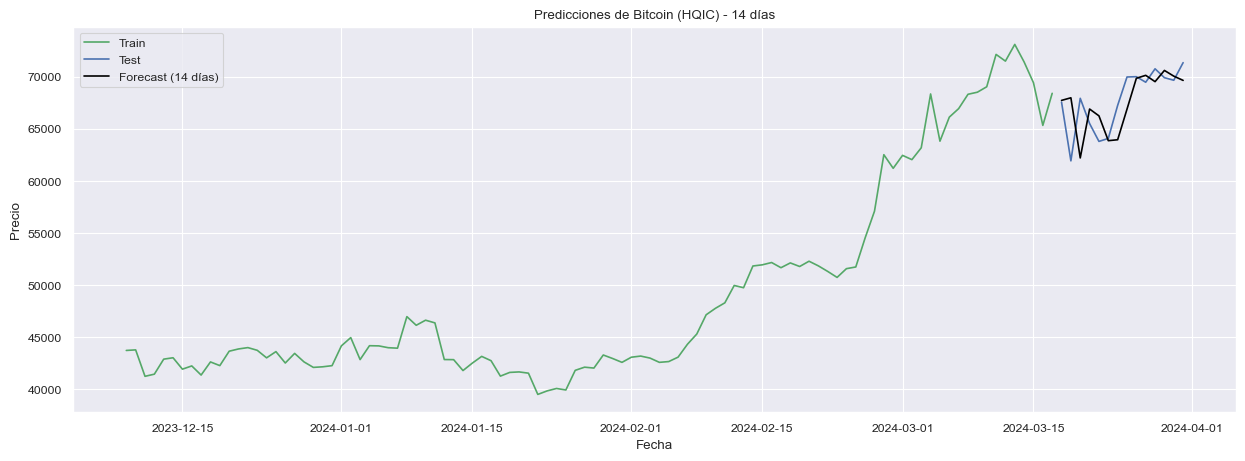 Predicciones de Bitcoin (HQIC) - 14 días
Train
Test
Forecast (14 días)
Precio
70000
65000
60000
55000
50000
45000
40000
2023-12-15
2024-01-01
2024-01-15
2024-02-01
2024-02-15
2024-03-01
2024-03-15
2024-04-01
Fecha